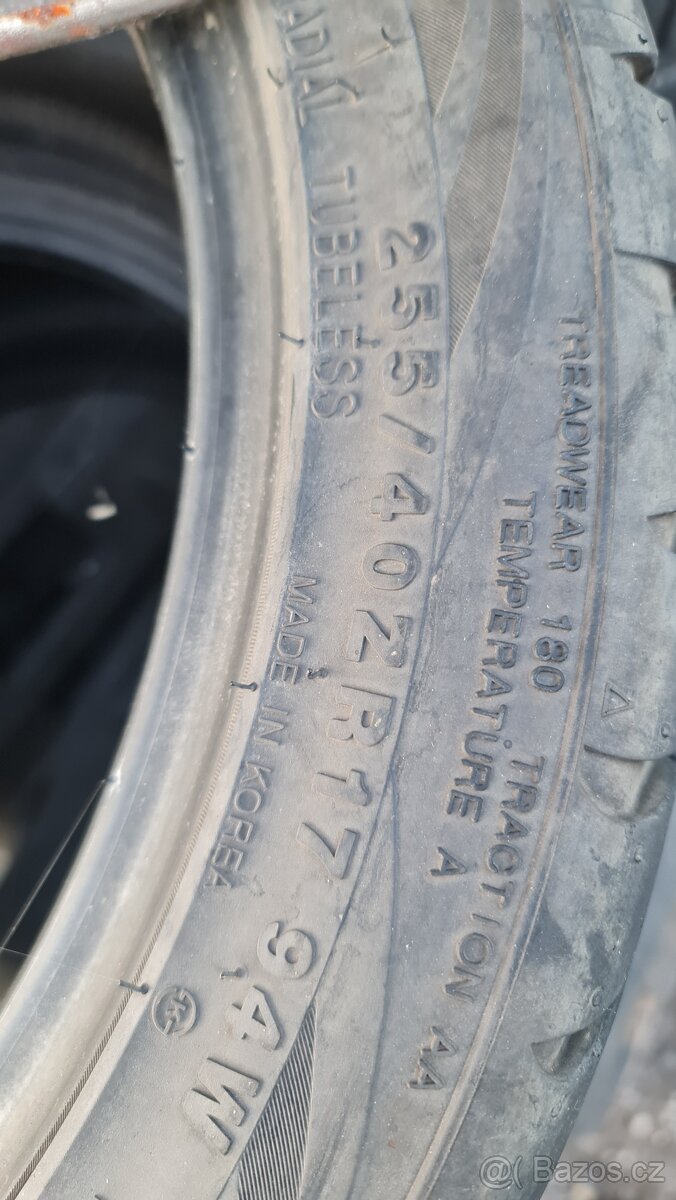 RADIAL TUBELESS
255/40ZR17 94W
MADE IN KOREA
K
TREADWEAR 180 TRACTION AA
TEMPERATURE A
@ Bazos.cz